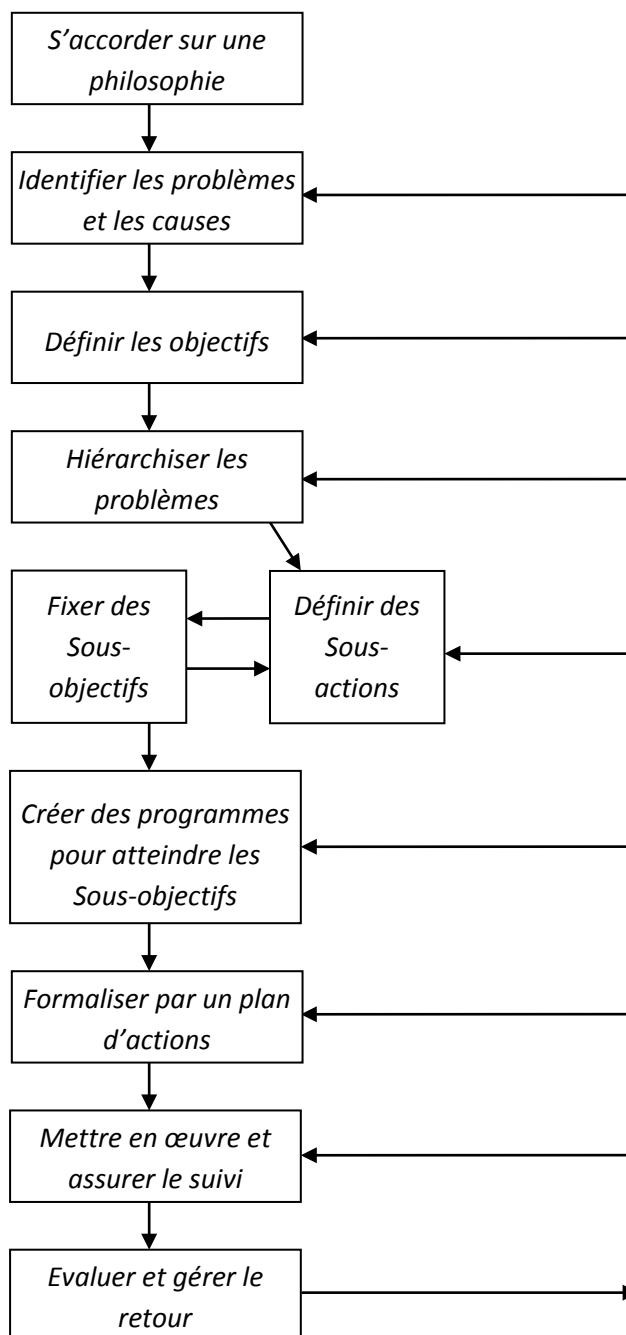 S’accorder sur une
philosophie
Identifier les problèmes
et les causes
Définir les objectifs
Hiérarchiser les
problèmes
Fixer des
Sous-
objectifs
Définir des
Sous-
actions
Créer des programmes
pour atteindre les
Sous-objectifs
Formaliser par un plan
d’actions
Mettre en œuvre et
assurer le suivi
Evaluer et gérer le
retour